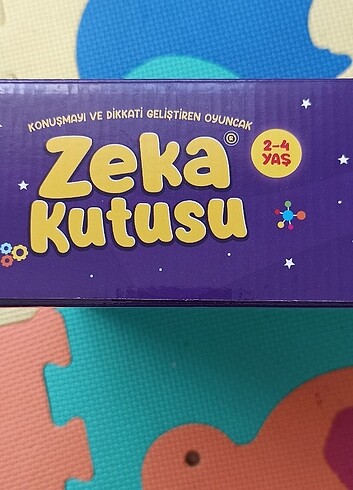 KONUŞMAYI VE DİKKATİ GELİŞTİREN OYUNCAK
Zeka®
Kutusu
2-4
YAŞ